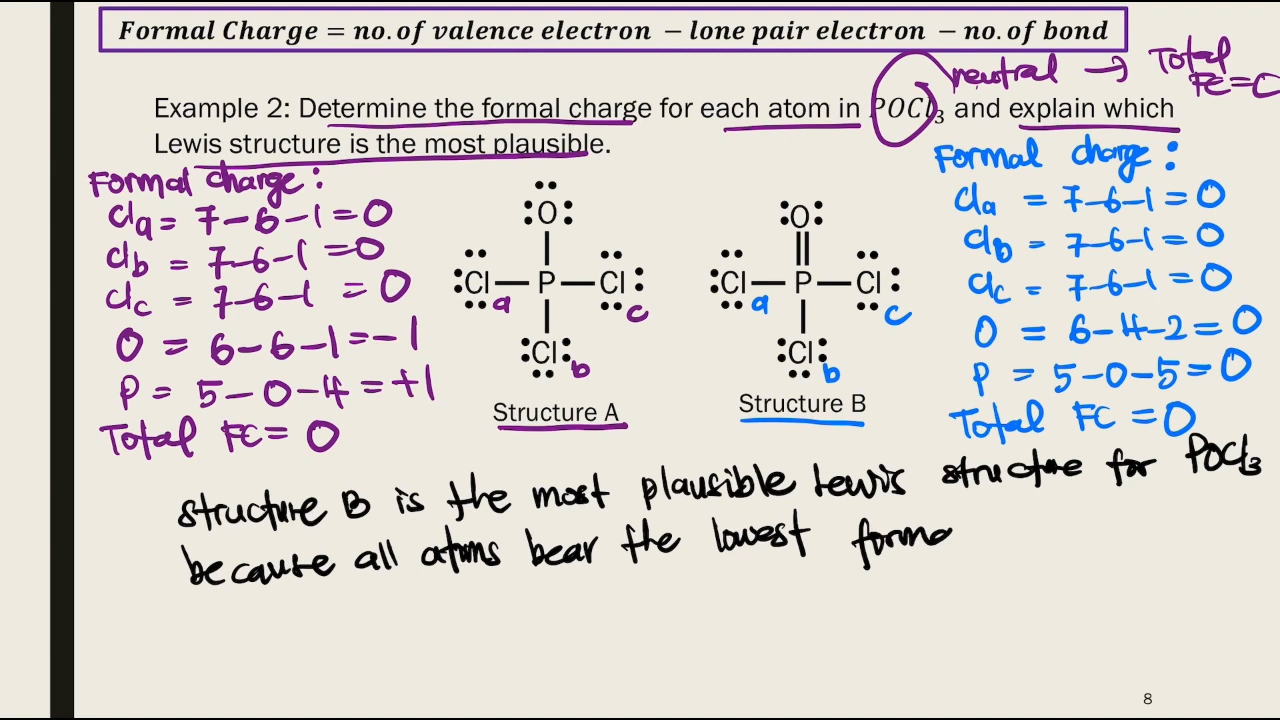 Formal Charge = no. of valence electron − lone pair electron − no. of bond
neutral → Total
FC=0
Example 2: Determine the formal charge for each atom in POCl₃ and explain which
Lewis structure is the most plausible.
Formal charge:
Cla = 7-6-1=0
Clb = 7-6-1=0
Clc = 7-6-1 = 0
O = 6-6-1=-1
P = 5-0-4=+1
Total FC= 0
O
Cl P Cl
a c
Cl
b
Structure A
O
Cl P Cl
a c
Cl
b
Structure B
Formal charge:
Cla = 7-6-1=0
Clb = 7-6-1=0
Clc = 7-6-1=0
O = 6-4-2=0
P = 5-0-5=0
Total FC =0
structure B is the most plausible Lewis structure for POCl3
because all atoms bear the lowest forma
8